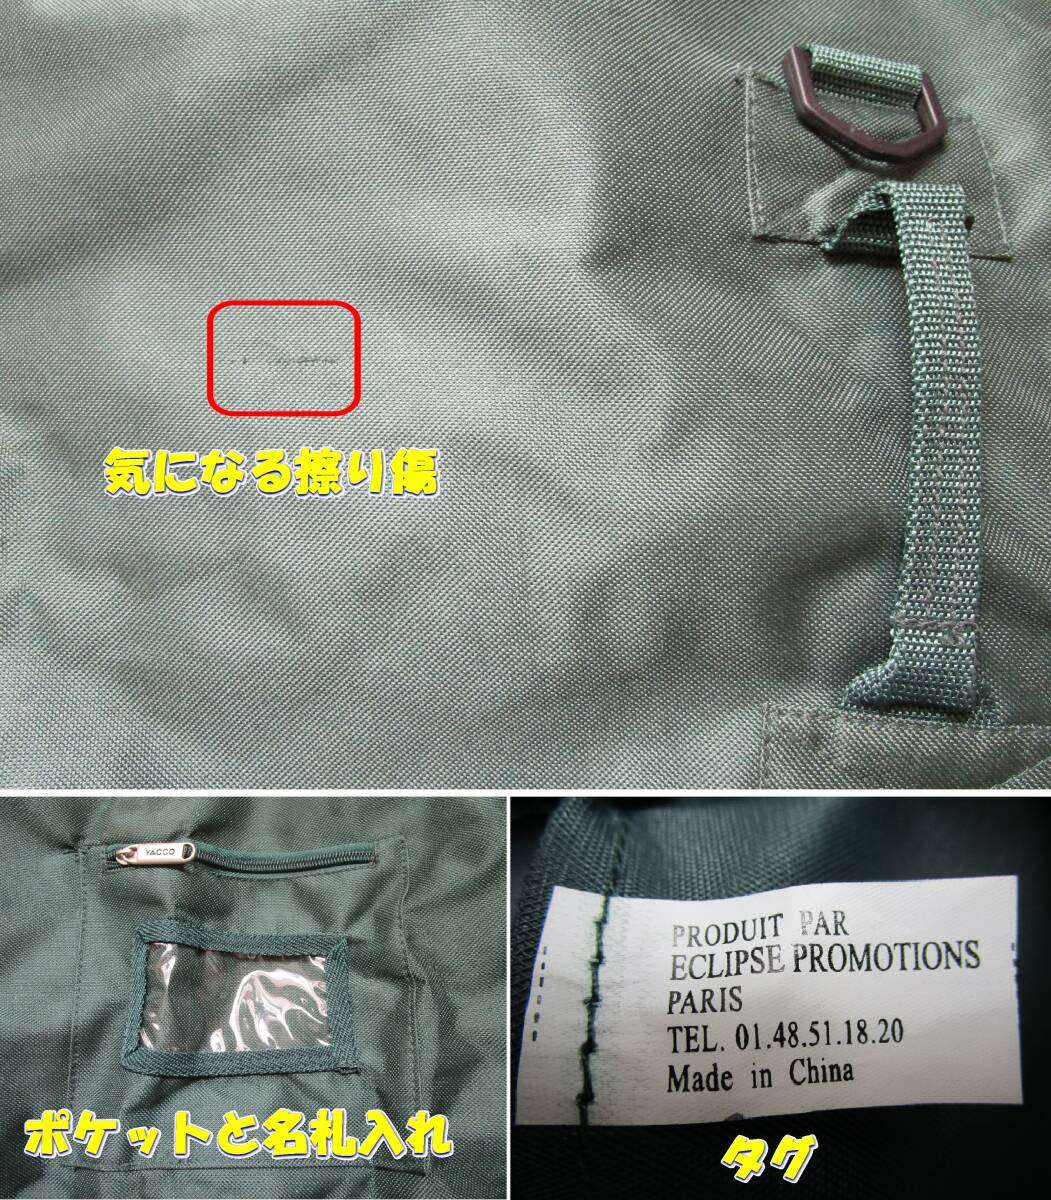 気になる擦り傷
YACCO
ポケットと名札入れ
PRODUIT PAR
ECLIPSE PROMOTIONS
PARIS
TEL. 01.48.51.18.20
Made in China
タグ